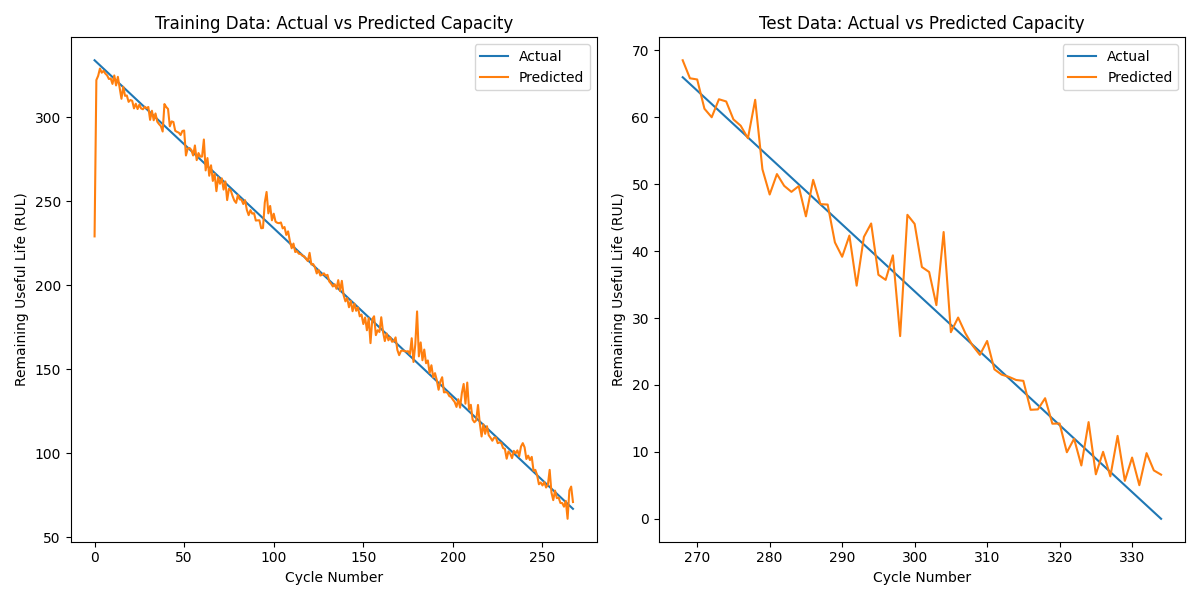 Training Data: Actual vs Predicted Capacity
Actual
Predicted
300
250
200
150
100
50
Remaining Useful Life (RUL)
0 50 100 150 200 250
Cycle Number
Test Data: Actual vs Predicted Capacity
Actual
Predicted
70
60
50
40
30
20
10
0
Remaining Useful Life (RUL)
270 280 290 300 310 320 330
Cycle Number